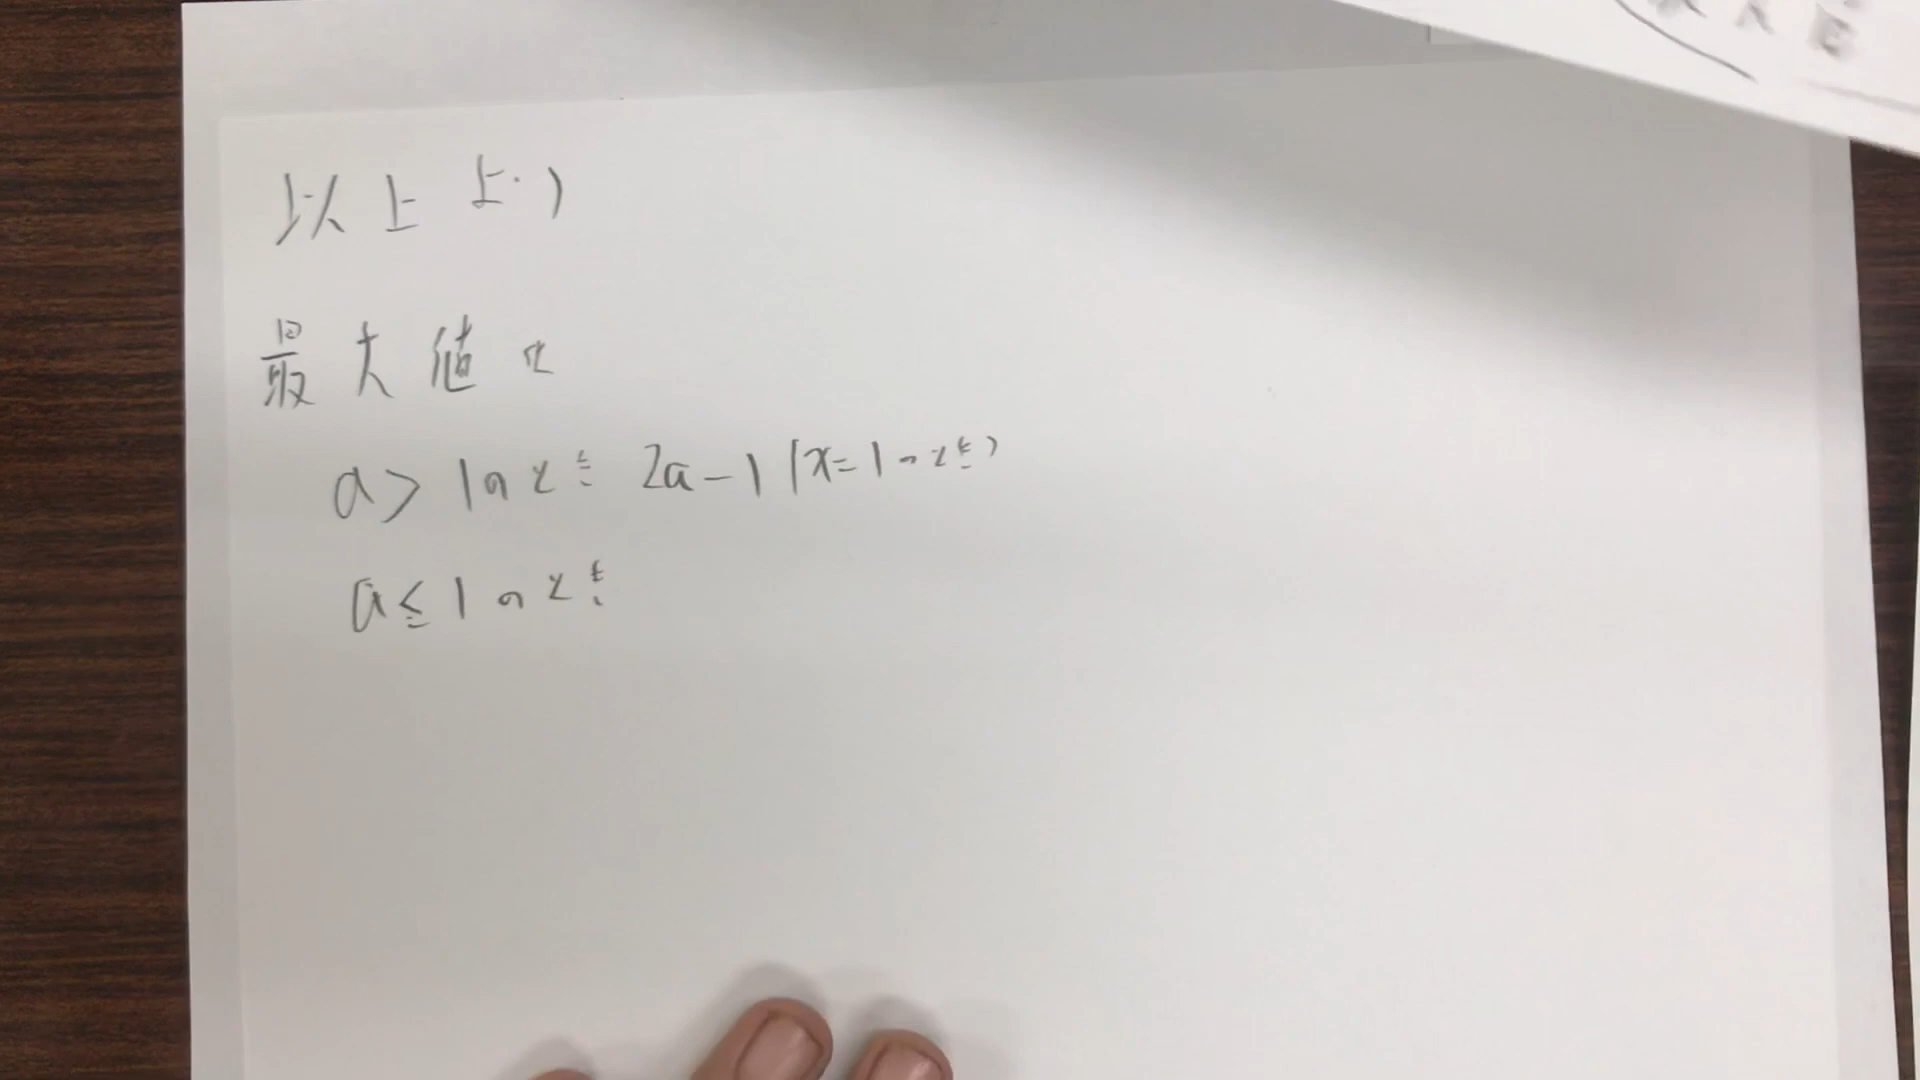 以上より
最大値は
a > 1のとき 2a-1 (x=1のとき)
a ≦ 1のとき